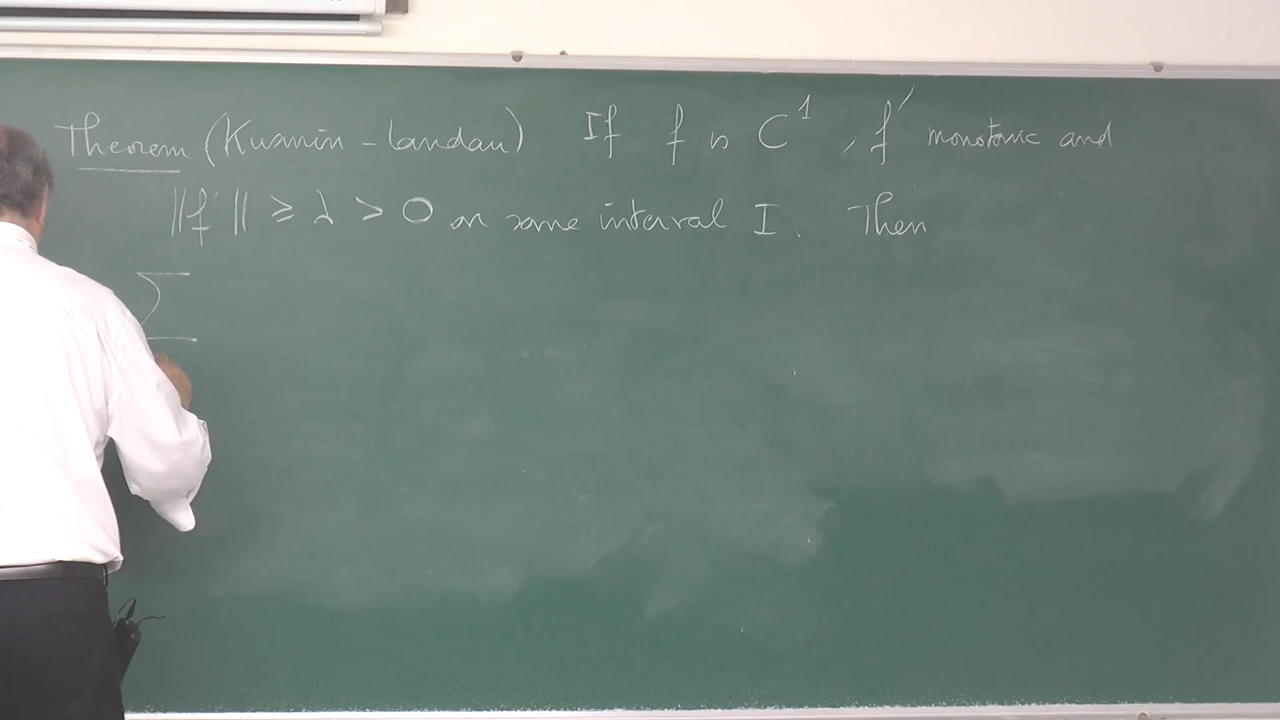 Theorem (Kusmin - Landau) If f is C¹, f′ monotonic and
||f′|| ≥ λ > 0 on some interval I. Then
∑